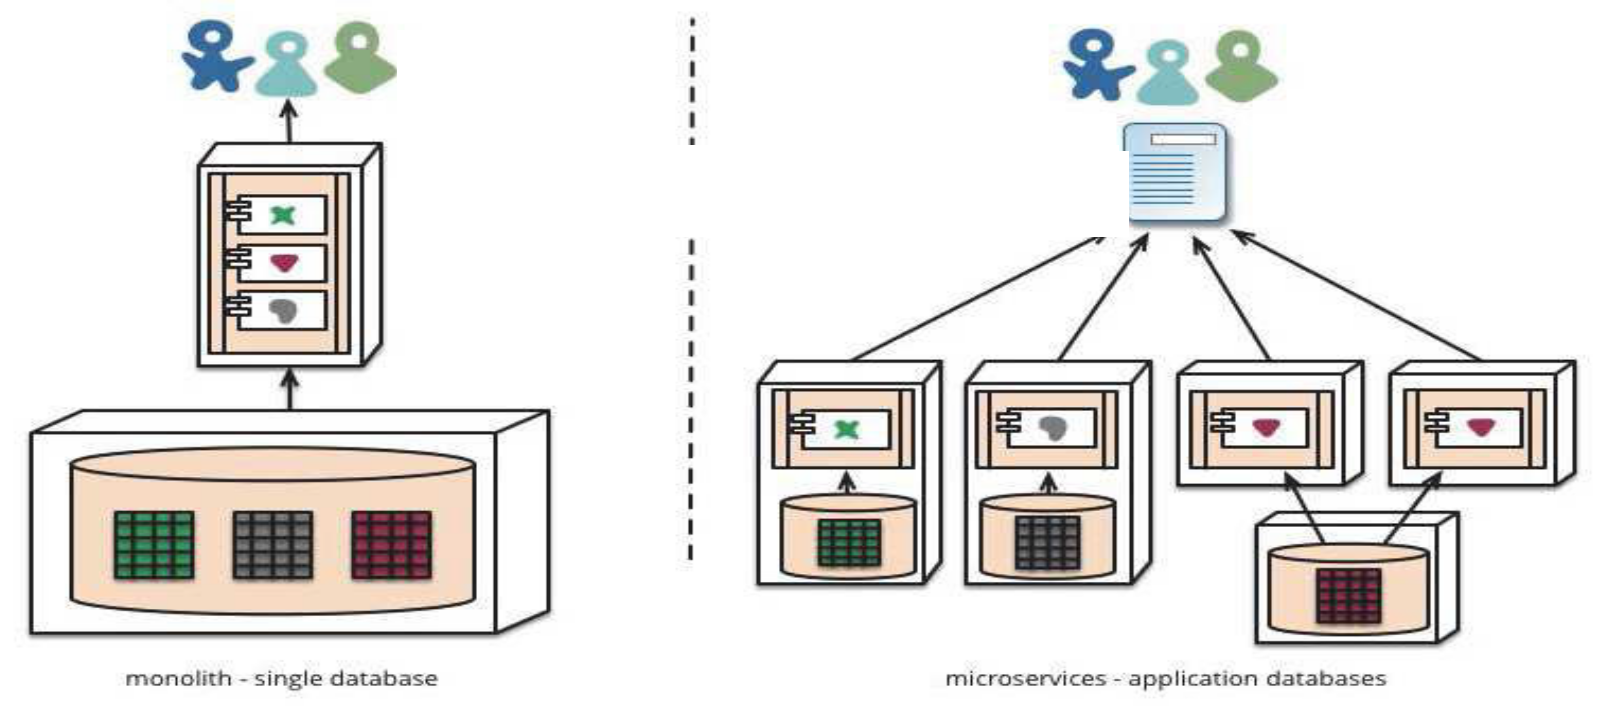 monolith - single database
microservices - application databases